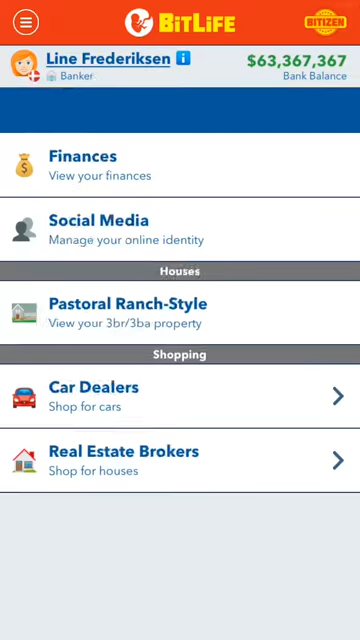 BITLIFE
BITIZEN
Line Frederiksen
$63,367,367
Banker
Bank Balance
Finances
View your finances
Social Media
Manage your online identity
Houses
Pastoral Ranch-Style
View your 3br/3ba property
Shopping
Car Dealers
Shop for cars
Real Estate Brokers
Shop for houses